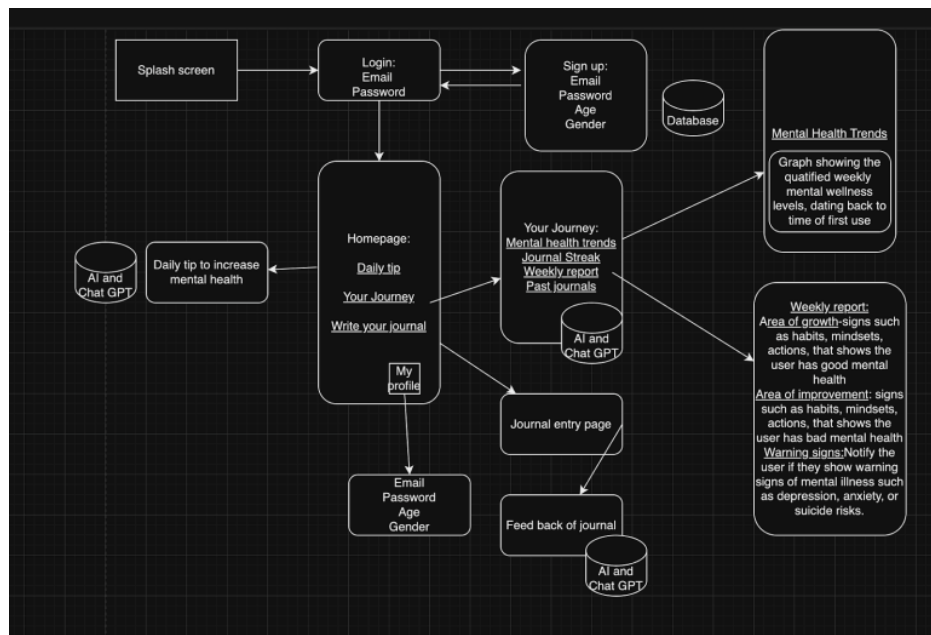 Splash screen
Login:
Email
Password
Sign up:
Email
Password
Age
Gender
Database
Mental Health Trends
Graph showing the
quatified weekly
mental wellness
levels, dating back to
time of first use
Homepage:
Daily tip
Your Journey
Write your journal
My
profile
Daily tip to increase
mental health
AI and
Chat GPT
Your Journey:
Mental health trends
Journal Streak
Weekly report
Past journals
AI and
Chat GPT
Weekly report:
Area of growth-signs such
as habits, mindsets,
actions, that shows the
user has good mental
health
Area of improvement: signs
such as habits, mindsets,
actions, that shows the
user has bad mental health
Warning signs:Notify the
user if they show warning
signs of mental illness such
as depression, anxiety, or
suicide risks.
Journal entry page
Email
Password
Age
Gender
Feed back of journal
AI and
Chat GPT